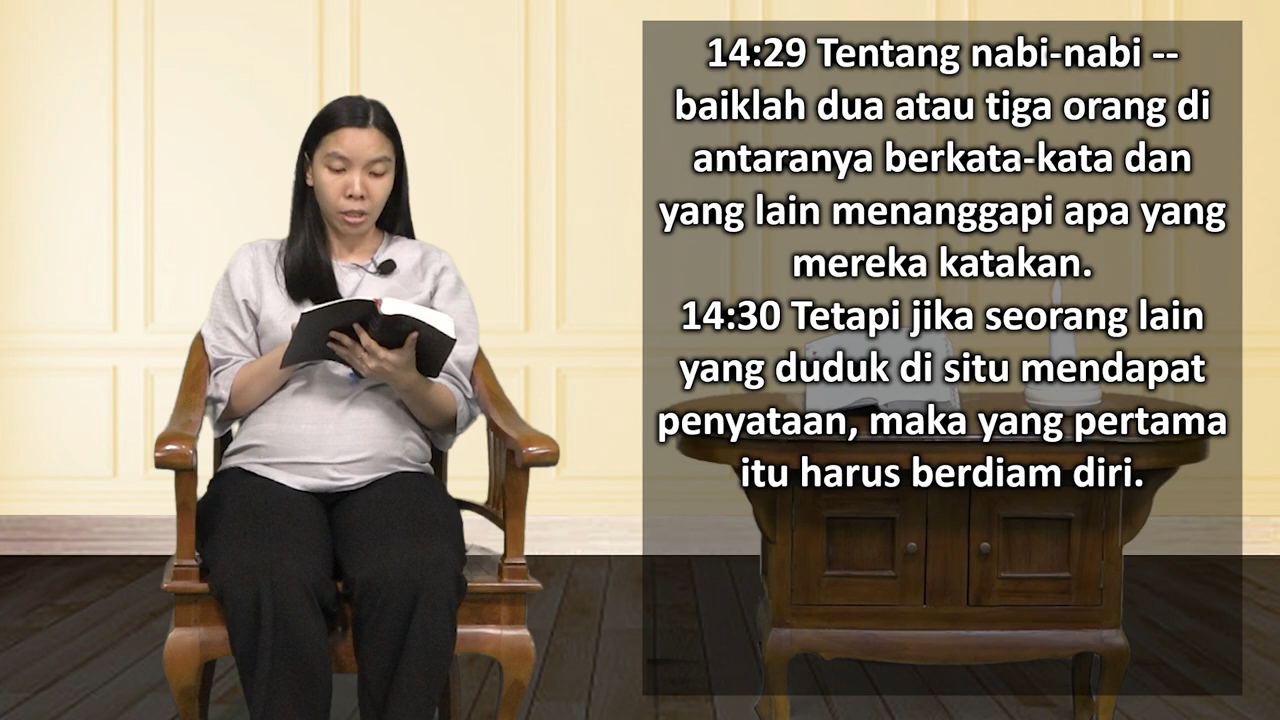 14:29 Tentang nabi-nabi --
baiklah dua atau tiga orang di
antaranya berkata-kata dan
yang lain menanggapi apa yang
mereka katakan.
14:30 Tetapi jika seorang lain
yang duduk di situ mendapat
penyataan, maka yang pertama
itu harus berdiam diri.